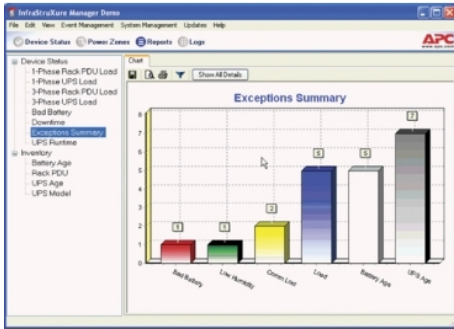 InfraStruXure Manager Demo
File Edit View Event Management System Management Updates Help
Device Status Power Zones Reports Logs
APC
www.apc.com
Device Status
1-Phase Rack PDU Load
1-Phase UPS Load
3-Phase Rack PDU Load
3-Phase UPS Load
Bad Battery
Downtime
Exceptions Summary
UPS Runtime
Inventory
Battery Age
Rack PDU
UPS Age
UPS Model
Chart
Show All Details
Exceptions Summary
8
7
6
5
4
3
2
1
0
1
1
2
5
5
7
Bad Battery
Low Humidity
Comm Lost
Load
Battery Age
UPS Age